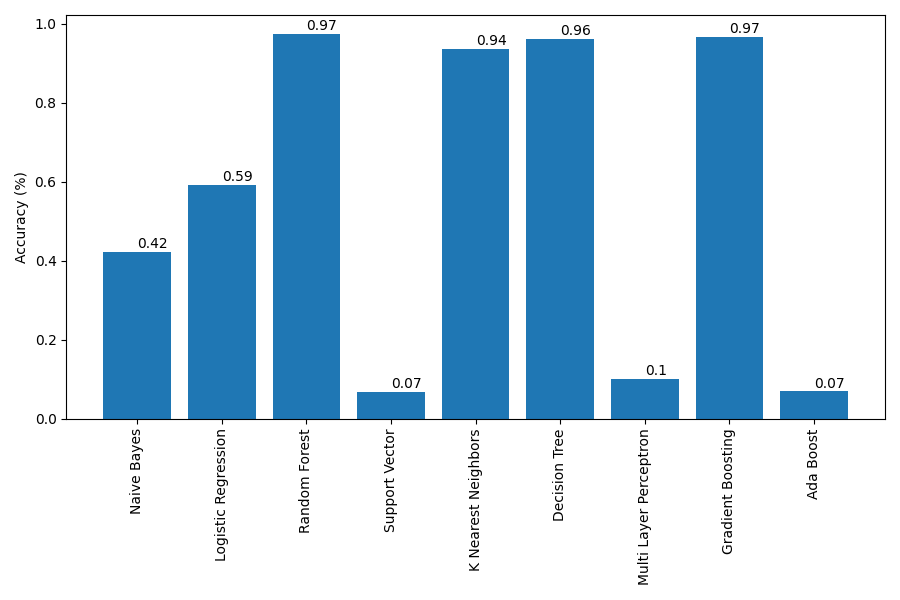 Accuracy (%)
1.0
0.8
0.6
0.4
0.2
0.0
0.42
0.59
0.97
0.07
0.94
0.96
0.1
0.97
0.07
Naive Bayes
Logistic Regression
Random Forest
Support Vector
K Nearest Neighbors
Decision Tree
Multi Layer Perceptron
Gradient Boosting
Ada Boost